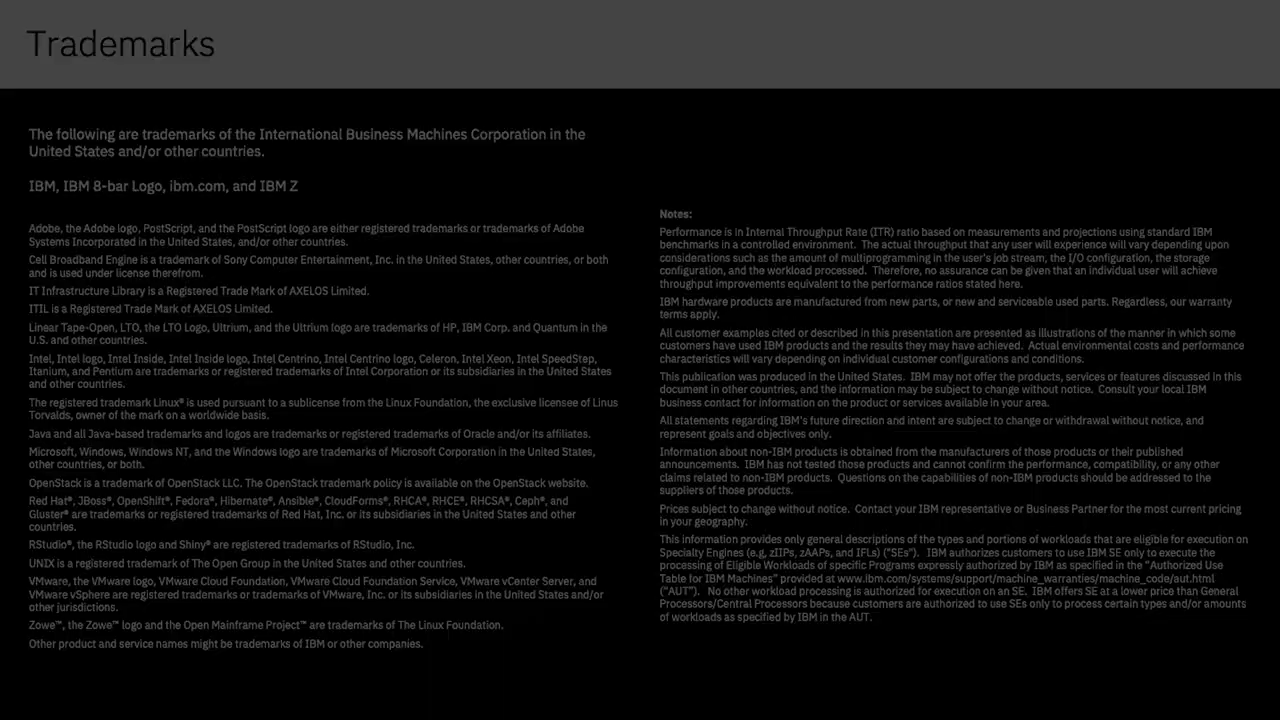 Trademarks
The following are trademarks of the International Business Machines Corporation in the
United States and/or other countries.
IBM, IBM 8-bar Logo, ibm.com, and IBM Z
Adobe, the Adobe logo, PostScript, and the PostScript logo are either registered trademarks or trademarks of Adobe
Systems Incorporated in the United States, and/or other countries.
Cell Broadband Engine is a trademark of Sony Computer Entertainment, Inc. in the United States, other countries, or both
and is used under license therefrom.
IT Infrastructure Library is a Registered Trade Mark of AXELOS Limited.
ITIL is a Registered Trade Mark of AXELOS Limited.
Linear Tape-Open, LTO, the LTO Logo, Ultrium, and the Ultrium logo are trademarks of HP, IBM Corp. and Quantum in the
U.S. and other countries.
Intel, Intel logo, Intel Inside, Intel Inside logo, Intel Centrino, Intel Centrino logo, Celeron, Intel Xeon, Intel SpeedStep,
Itanium, and Pentium are trademarks or registered trademarks of Intel Corporation or its subsidiaries in the United States
and other countries.
The registered trademark Linux® is used pursuant to a sublicense from the Linux Foundation, the exclusive licensee of Linus
Torvalds, owner of the mark on a worldwide basis.
Java and all Java-based trademarks and logos are trademarks or registered trademarks of Oracle and/or its affiliates.
Microsoft, Windows, Windows NT, and the Windows logo are trademarks of Microsoft Corporation in the United States,
other countries, or both.
OpenStack is a trademark of OpenStack LLC. The OpenStack trademark policy is available on the OpenStack website.
Red Hat®, JBoss®, OpenShift®, Fedora®, Hibernate®, Ansible®, CloudForms®, RHCA®, RHCE®, RHCSA®, Ceph®, and
Gluster® are trademarks or registered trademarks of Red Hat, Inc. or its subsidiaries in the United States and other
countries.
RStudio®, the RStudio logo and Shiny® are registered trademarks of RStudio, Inc.
UNIX is a registered trademark of The Open Group in the United States and other countries.
VMware, the VMware logo, VMware Cloud Foundation, VMware Cloud Foundation Service, VMware vCenter Server, and
VMware vSphere are registered trademarks or trademarks of VMware, Inc. or its subsidiaries in the United States and/or
other jurisdictions.
Zowe™, the Zowe logo and the Open Mainframe Project™ are trademarks of The Linux Foundation.
Other product and service names might be trademarks of IBM or other companies.
Notes:
Performance is in Internal Throughput Rate (ITR) ratio based on measurements and projections using standard IBM
benchmarks in a controlled environment. The actual throughput that any user will experience will vary depending upon
considerations such as the amount of multiprogramming in the user's job stream, the I/O configuration, the storage
configuration, and the workload processed. Therefore, no assurance can be given that an individual user will achieve
throughput improvements equivalent to the performance ratios stated here.
IBM hardware products are manufactured from new parts, or new and serviceable used parts. Regardless, our warranty
terms apply.
All customer examples cited or described in this presentation are presented as illustrations of the manner in which some
customers have used IBM products and the results they may have achieved. Actual environmental costs and performance
characteristics will vary depending on individual customer configurations and conditions.
This publication was produced in the United States. IBM may not offer the products, services or features discussed in this
document in other countries, and the information may be subject to change without notice. Consult your local IBM
business contact for information on the product or services available in your area.
All statements regarding IBM's future direction and intent are subject to change or withdrawal without notice, and
represent goals and objectives only.
Information about non-IBM products is obtained from the manufacturers of those products or their published
announcements. IBM has not tested those products and cannot confirm the performance, compatibility, or any other
claims related to non-IBM products. Questions on the capabilities of non-IBM products should be addressed to the
suppliers of those products.
Prices subject to change without notice. Contact your IBM representative or Business Partner for the most current pricing
in your geography.
This information provides only general descriptions of the types and portions of workloads that are eligible for execution on
Specialty Engines (e.g, zIIPs, zAAPs, and IFLs) ("SEs"). IBM authorizes customers to use IBM SE only to execute the
processing of Eligible Workloads of specific Programs expressly authorized by IBM as specified in the "Authorized Use
Table for IBM Machines" provided at www.ibm.com/systems/support/machine_warranties/machine_code/aut.html
("AUT"). No other workload processing is authorized for execution on an SE. IBM offers SE at a lower price than General
Processors/Central Processors because customers are authorized to use SEs only to process certain types and/or amounts
of workloads as specified by IBM in the AUT.